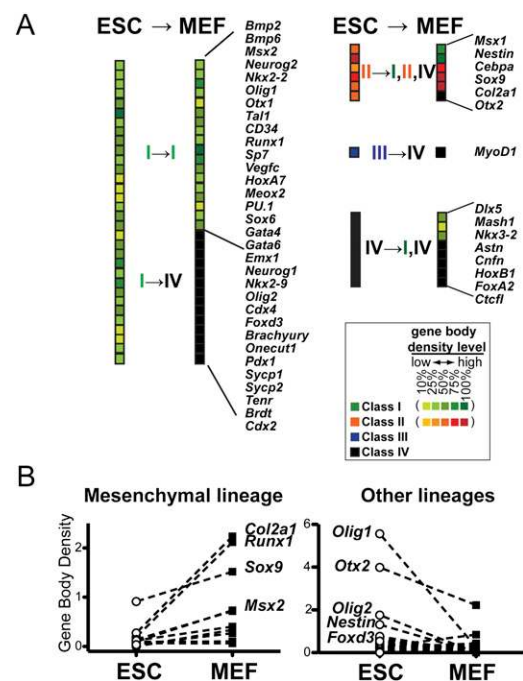 A
ESC → MEF
Bmp2
Bmp6
Msx2
Neurog2
Nkx2-2
Olig1
Otx1
Tal1
CD34
Runx1
Sp7
Vegfc
HoxA7
Meox2
PU.1
Sox6
Gata4
Gata6
Emx1
Neurog1
Nkx2-9
Olig2
Cdx4
Foxd3
Brachyury
Onecut1
Pdx1
Sycp1
Sycp2
Tenr
Brdt
Cdx2
I→I
I→IV
ESC → MEF
II→I,II,IV
Msx1
Nestin
Cebpa
Sox9
Col2a1
Otx2
III→IV
MyoD1
IV→I,IV
Dlx5
Mash1
Nkx3-2
Astn
Cnfn
HoxB1
FoxA2
Ctcfl
gene body
density level
low ↔ high
10% 25% 50% 75% 100%
Class I ( )
Class II ( )
Class III
Class IV
B
Mesenchymal lineage
Gene Body Density
2
1
0
Col2a1
Runx1
Sox9
Msx2
ESC MEF
Other lineages
6
4
2
0
Olig1
Otx2
Olig2
Nestin
Foxd3
ESC MEF